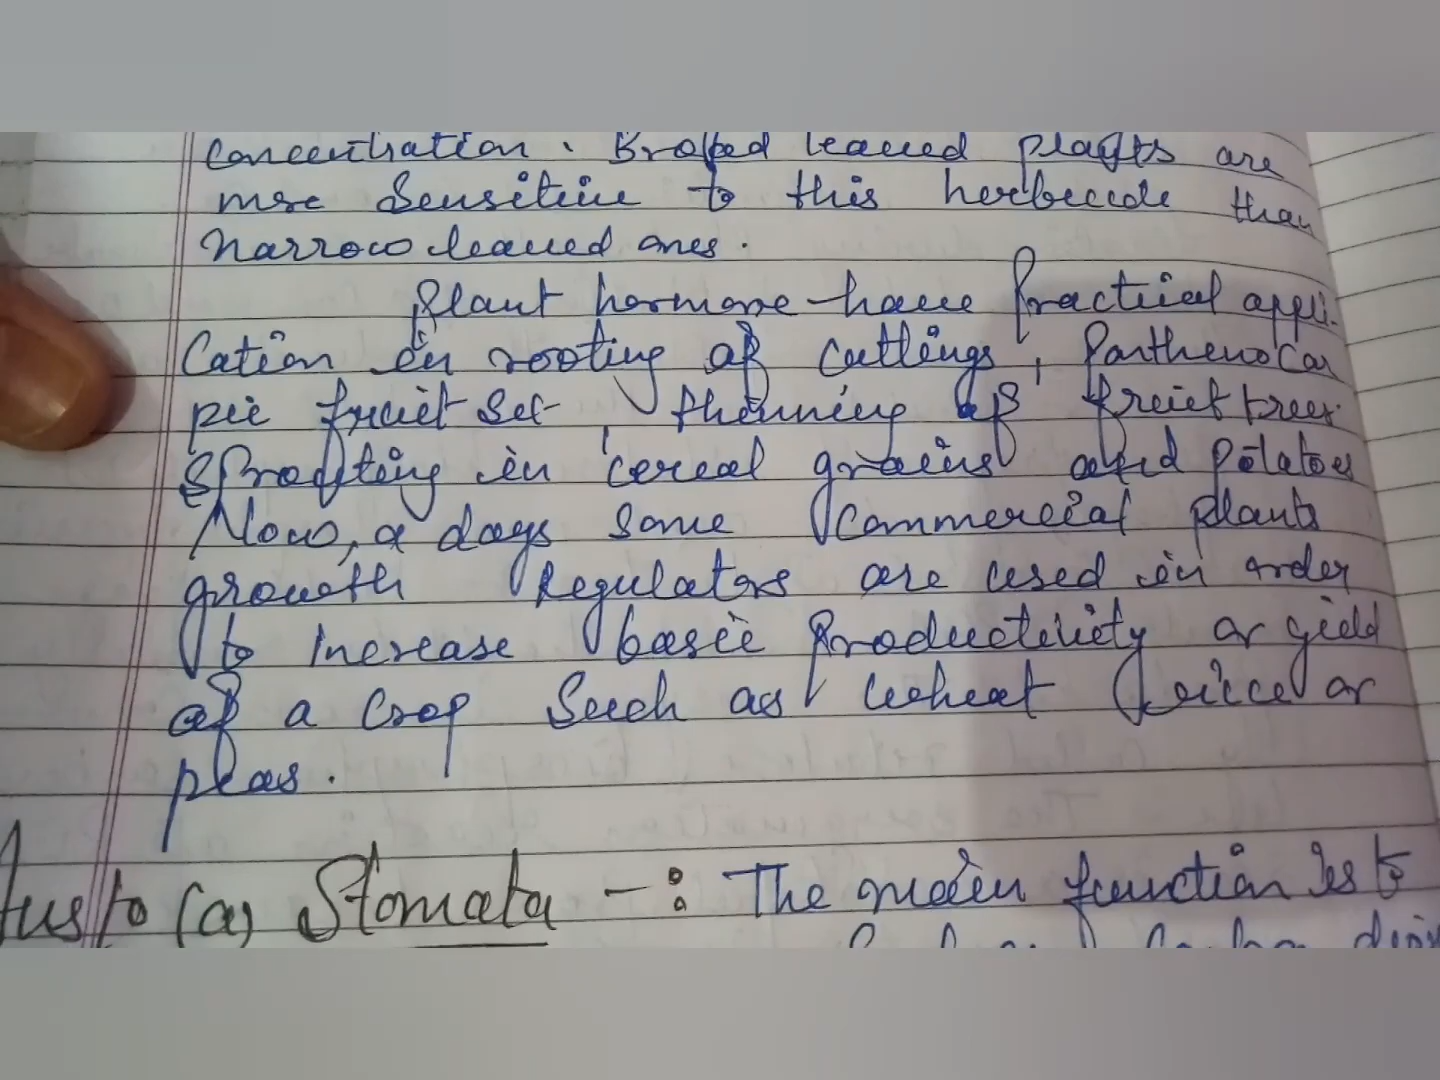 concentration. Broad leaved plants are
more sensitive to this herbicide than
narrow leaved ones.
Plant hormone have practical appli-
cation in rooting of cuttings, Parthenocar
pic fruit set, thinning of fruit trees.
Sprouting in cereal grains and potatoes
Now, a days some commercial plants
growth regulators are used in order
to increase basic productivity or yield
of a crop such as wheat, rice or
peas.
to (a) Stomata -: The main function is to